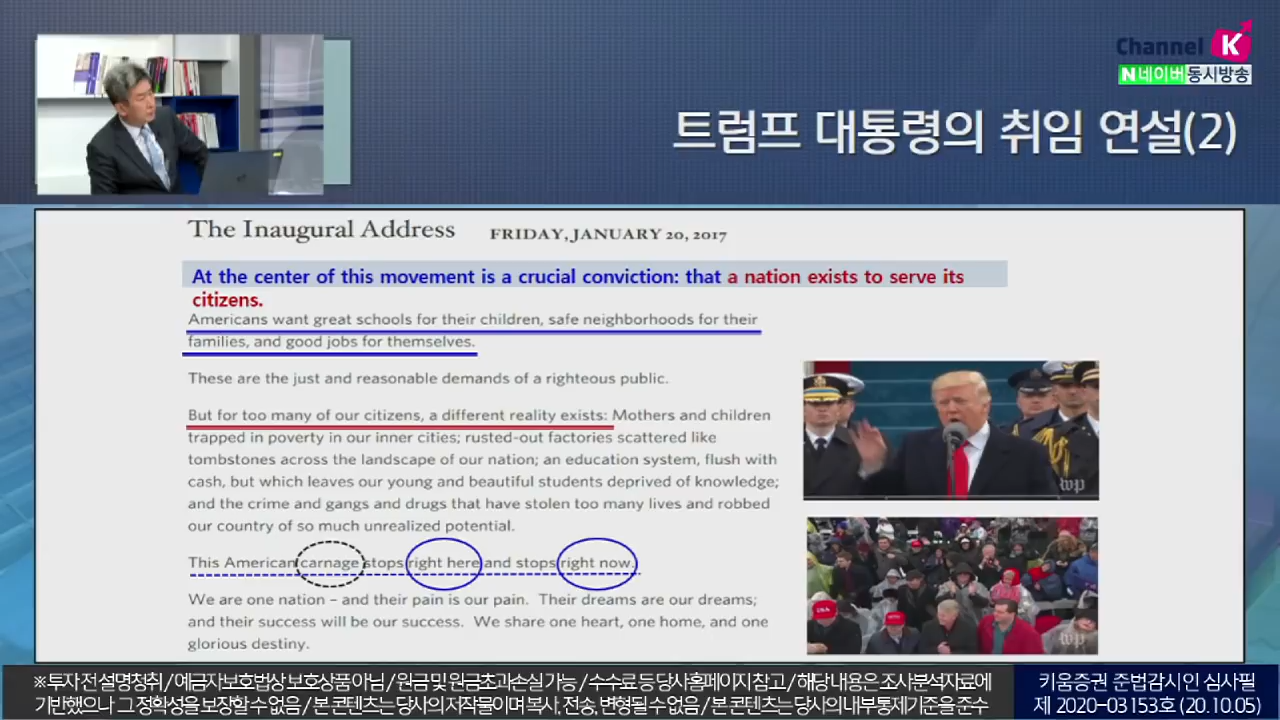 Channel K
N 네이버 동시방송
트럼프 대통령의 취임 연설(2)
The Inaugural Address FRIDAY, JANUARY 20, 2017
At the center of this movement is a crucial conviction: that a nation exists to serve its
citizens.
Americans want great schools for their children, safe neighborhoods for their
families, and good jobs for themselves.
These are the just and reasonable demands of a righteous public.
But for too many of our citizens, a different reality exists: Mothers and children
trapped in poverty in our inner cities; rusted-out factories scattered like
tombstones across the landscape of our nation; an education system, flush with
cash, but which leaves our young and beautiful students deprived of knowledge;
and the crime and gangs and drugs that have stolen too many lives and robbed
our country of so much unrealized potential.
This American carnage stops right here and stops right now.
We are one nation – and their pain is our pain. Their dreams are our dreams;
and their success will be our success. We share one heart, one home, and one
glorious destiny.
wp
USA
wp
※ 투자 전 설명청취 / 예금자보호법상 보호상품 아님 / 원금 및 원금초과손실 가능 / 수수료 등 당사홈페이지 참고 / 해당 내용은 조사분석자료에
기반했으나 그 정확성을 보장할 수 없음 / 본 콘텐츠는 당사의 저작물이며 복사, 전송, 변형될 수 없음 / 본 콘텐츠는 당사의 내부통제기준을 준수
키움증권 준법감시인 심사필
제 2020-03153호 (20.10.05)